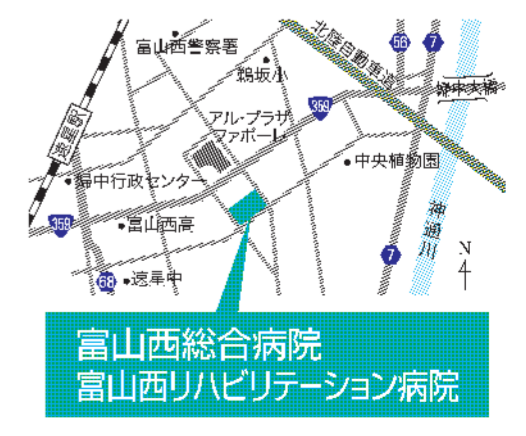 富山西警察署
鵜坂小
北陸自動車道
56
7
婦中大橋
359
アル・プラザ
ファボーレ
速星駅
中央植物園
婦中行政センター
359
富山西高
神通川
N
7
68
速星中
富山西総合病院
富山西リハビリテーション病院